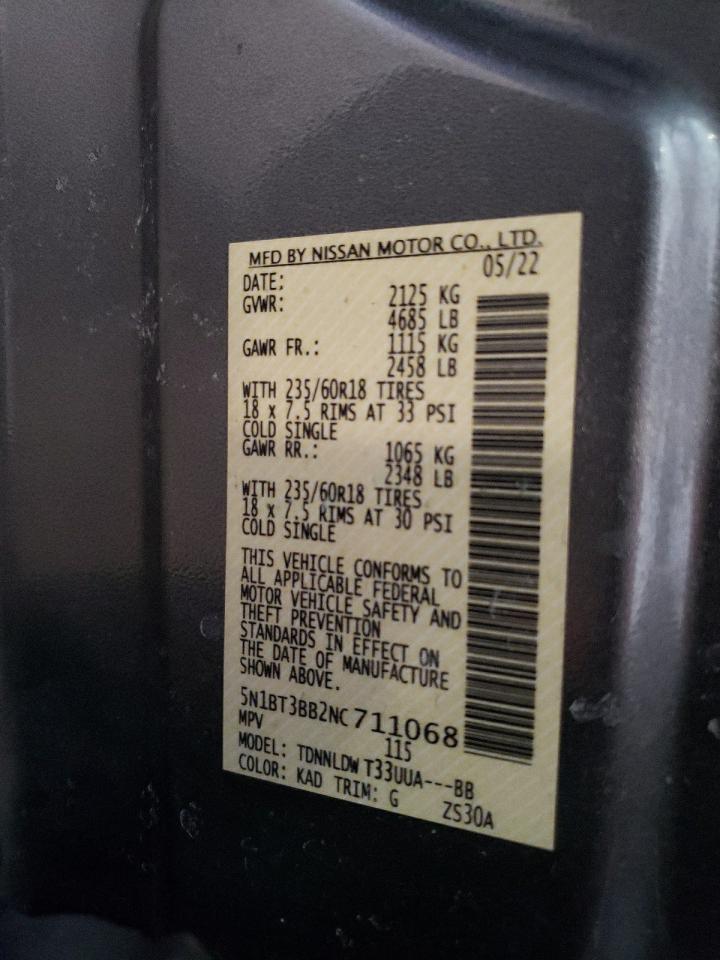 MFD BY NISSAN MOTOR CO., LTD.
DATE: 05/22
GVWR: 2125 KG
4685 LB
GAWR FR.: 1115 KG
2458 LB
WITH 235/60R18 TIRES
18 x 7.5 RIMS AT 33 PSI
COLD SINGLE
GAWR RR.: 1065 KG
2348 LB
WITH 235/60R18 TIRES
18 x 7.5 RIMS AT 30 PSI
COLD SINGLE
THIS VEHICLE CONFORMS TO
ALL APPLICABLE FEDERAL
MOTOR VEHICLE SAFETY AND
THEFT PREVENTION
STANDARDS IN EFFECT ON
THE DATE OF MANUFACTURE
SHOWN ABOVE.
5N1BT3BB2NC711068
MPV 115
MODEL: TDNNLDW T33UUA---BB
COLOR: KAD TRIM: G ZS30A